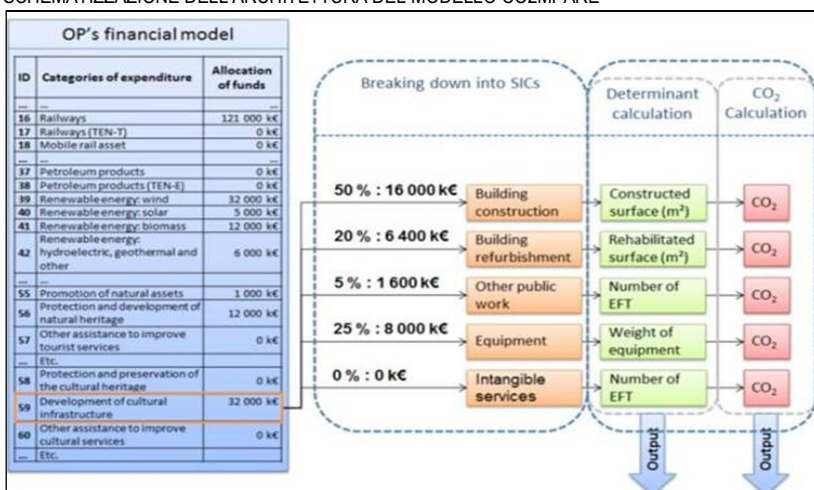 SCHEMATIZZAZIONE DELL'ARCHITETTURA DEL MODELLO CO2MPARE
OP's financial model
ID Categories of expenditure Allocation of funds
... ... ...
16 Railways 121 000 k€
17 Railways (TEN-T) 0 k€
18 Mobile rail asset 0 k€
... ... ...
37 Petroleum products 0 k€
38 Petroleum products (TEN-E) 0 k€
39 Renewable energy: wind 32 000 k€
40 Renewable energy: solar 5 000 k€
41 Renewable energy: biomass 12 000 k€
42 Renewable energy: hydroelectric, geothermal and other 6 000 k€
... ...
55 Promotion of natural assets 1 000 k€
56 Protection and development of natural heritage 12 000 k€
57 Other assistance to improve tourist services 0 k€
... Etc.
58 Protection and preservation of the cultural heritage 0 k€
59 Development of cultural infrastructure 32 000 k€
60 Other assistance to improve cultural services 0 k€
... Etc.
Breaking down into SICs
Determinant calculation
CO₂ Calculation
50 % : 16 000 k€
Building construction
Constructed surface (m²)
CO₂
20 % : 6 400 k€
Building refurbishment
Rehabilitated surface (m²)
CO₂
5 % : 1 600 k€
Other public work
Number of EFT
CO₂
25 % : 8 000 k€
Equipment
Weight of equipment
CO₂
0 % : 0 k€
Intangible services
Number of EFT
CO₂
Output
Output